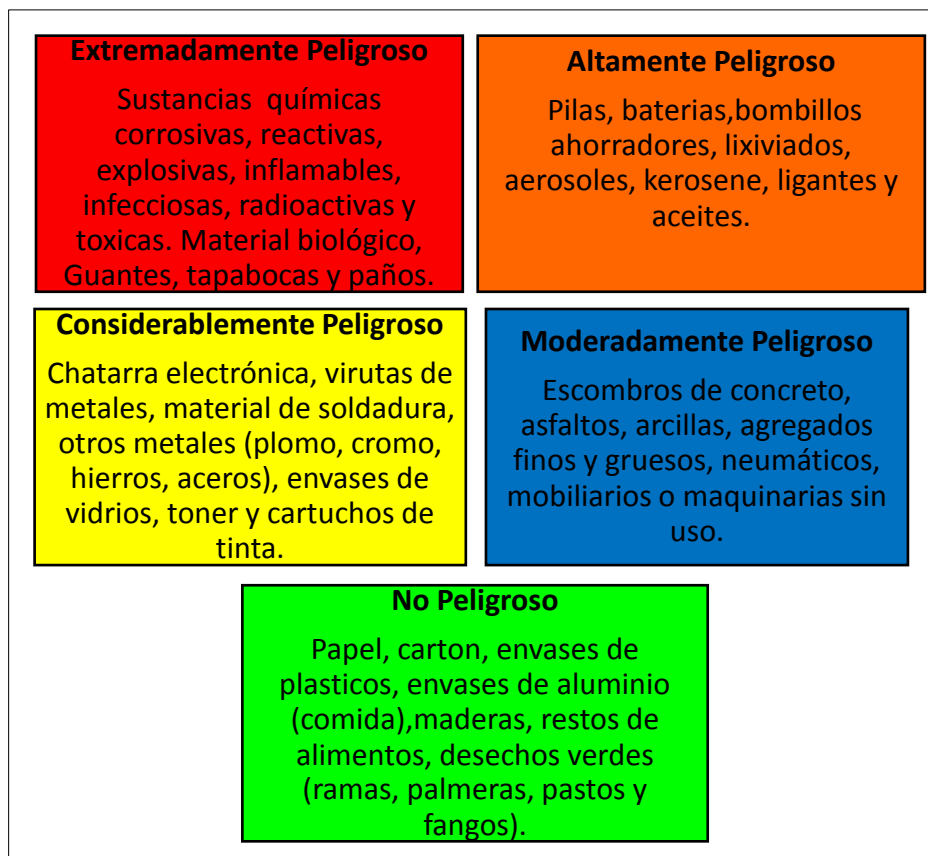 Extremadamente Peligroso
Sustancias químicas
corrosivas, reactivas,
explosivas, inflamables,
infecciosas, radioactivas y
toxicas. Material biológico,
Guantes, tapabocas y paños.
Altamente Peligroso
Pilas, baterias,bombillos
ahorradores, lixiviados,
aerosoles, kerosene, ligantes y
aceites.
Considerablemente Peligroso
Chatarra electrónica, virutas de
metales, material de soldadura,
otros metales (plomo, cromo,
hierros, aceros), envases de
vidrios, toner y cartuchos de
tinta.
Moderadamente Peligroso
Escombros de concreto,
asfaltos, arcillas, agregados
finos y gruesos, neumáticos,
mobiliarios o maquinarias sin
uso.
No Peligroso
Papel, carton, envases de
plasticos, envases de aluminio
(comida),maderas, restos de
alimentos, desechos verdes
(ramas, palmeras, pastos y
fangos).